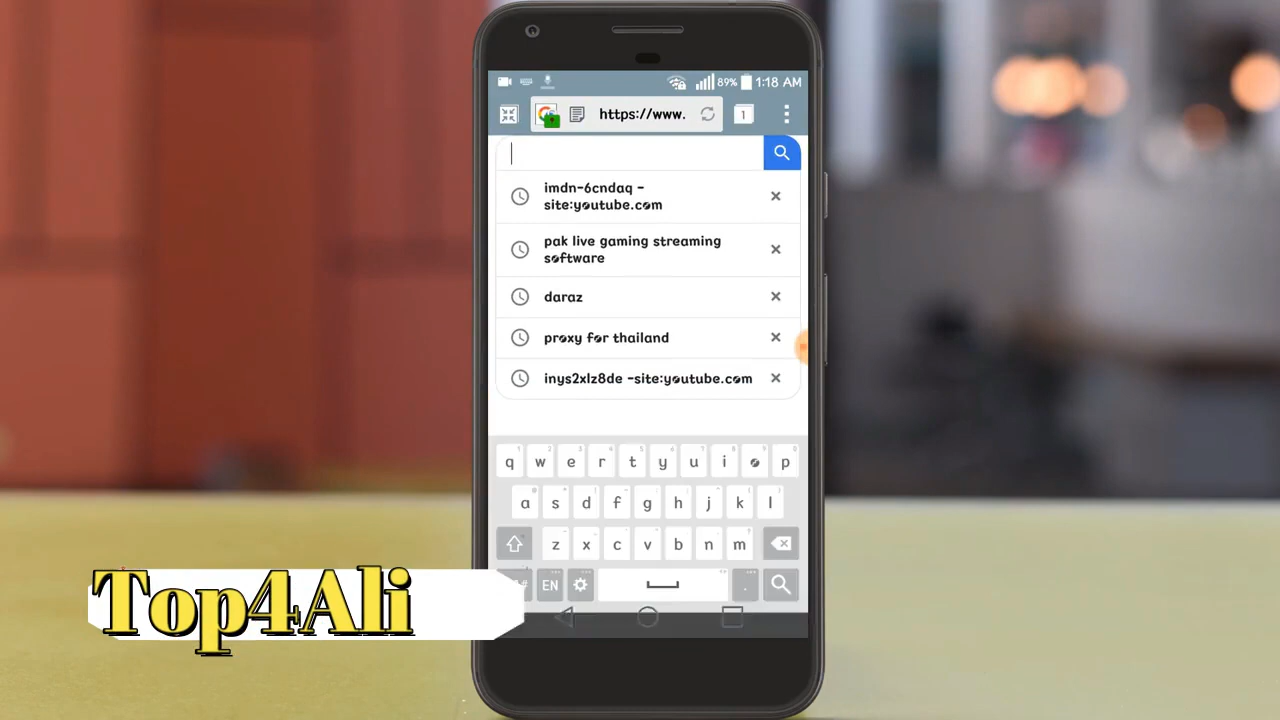 89% 1:18 AM
https://www. 1
imdn-6cndaq -
site:youtube.com
pak live gaming streaming
software
daraz
proxy for thailand
inys2xlz8de -site:youtube.com
q w e r t y u i o p
a s d f g h j k l
z x c v b n m
EN .
Top4Ali